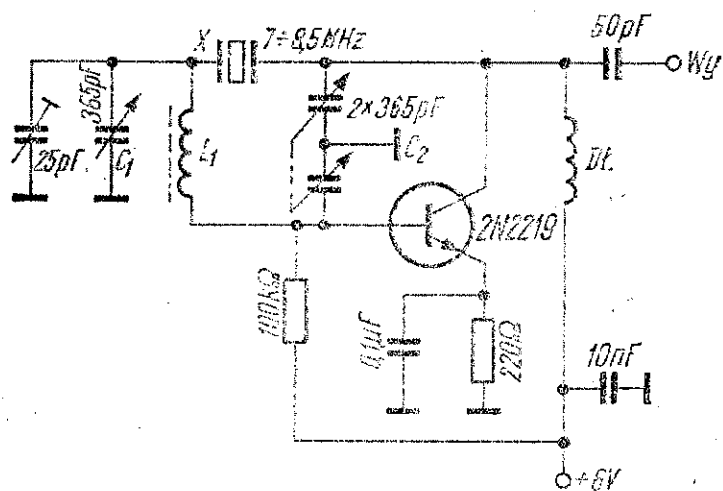 X
7÷8,5MHz
50pF
Wy
365pF
25pF
C1
L1
2×365pF
C2
Dł.
2N2219
100kΩ
0,1μF
220Ω
10nF
+6V